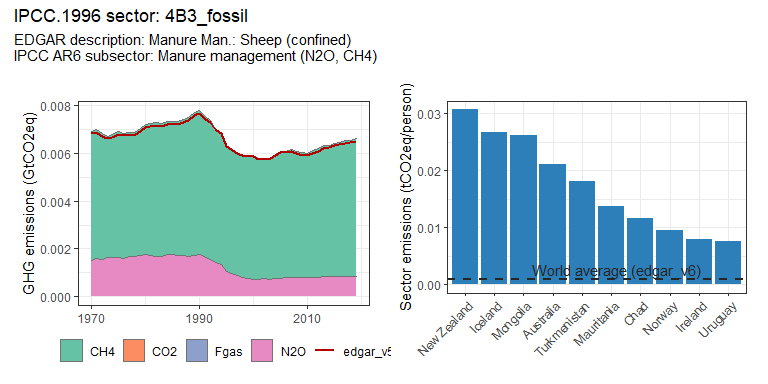 IPCC.1996 sector: 4B3_fossil
EDGAR description: Manure Man.: Sheep (confined)
IPCC AR6 subsector: Manure management (N2O, CH4)
GHG emissions (GtCO2eq)
0.008
0.006
0.004
0.002
0.000
1970
1990
2010
CH4
CO2
Fgas
N2O
edgar_v5
Sector emissions (tCO2eq/person)
0.03
0.02
0.01
0.00
World average (edgar_v6)
New Zealand
Iceland
Mongolia
Australia
Turkmenistan
Mauritania
Chad
Norway
Ireland
Uruguay